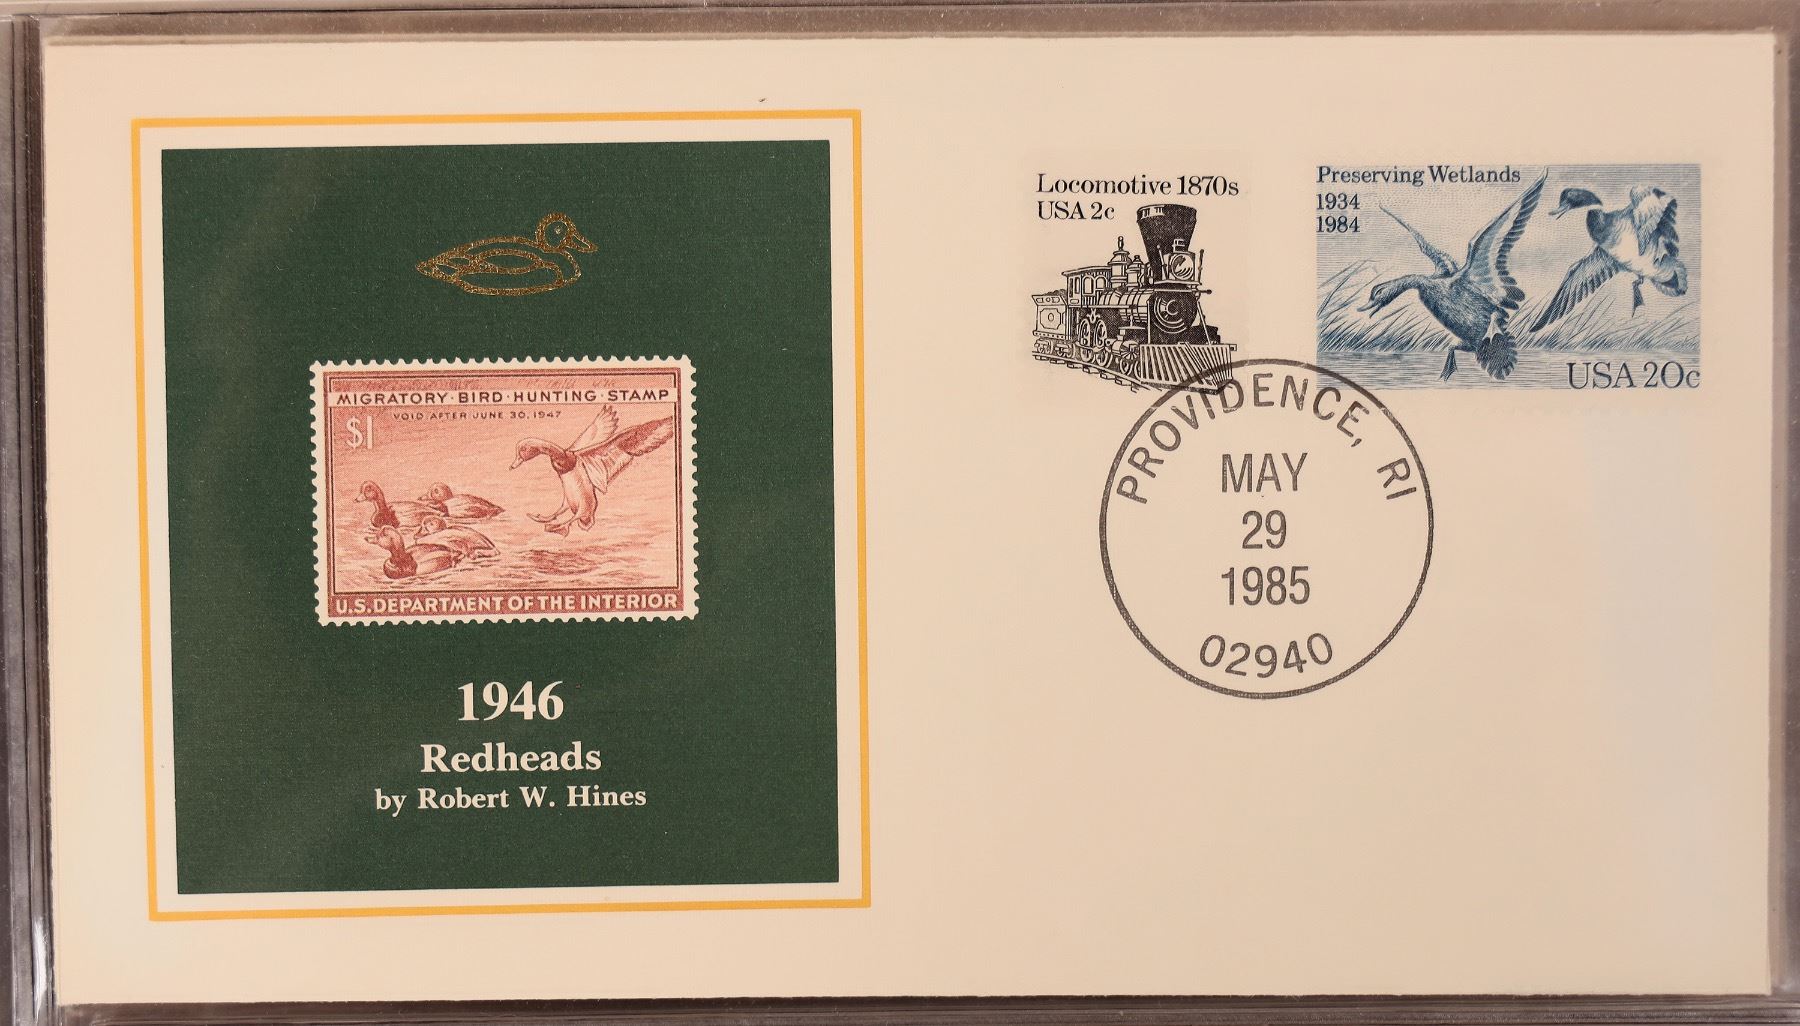 MIGRATORY·BIRD·HUNTING·STAMP
VOID AFTER JUNE 30, 1947
$1
U.S. DEPARTMENT OF THE INTERIOR
1946
Redheads
by Robert W. Hines
Locomotive 1870s
USA 2c
Preserving Wetlands
1934
1984
USA 20c
PROVIDENCE, RI
MAY
29
1985
02940